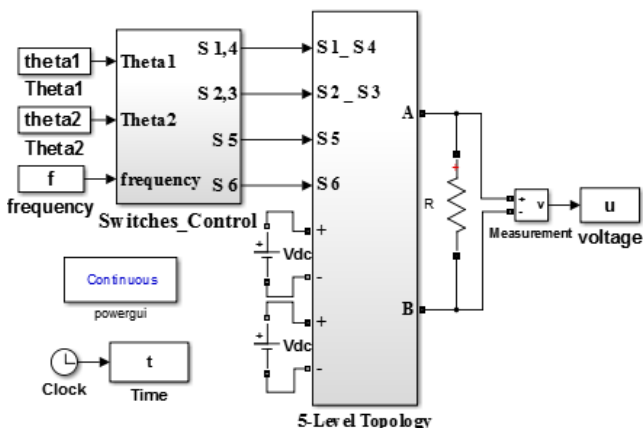 theta1
Theta1
theta2
Theta2
f
frequency
Theta1
Theta2
frequency
S 1,4
S 2,3
S 5
S 6
Switches_Control
S1_S4
S2_S3
S5
S6
+
-
+
-
A
B
5-Level Topology
+
Vdc
+
Vdc
+
R
+
-
v
Measurement
u
voltage
Continuous
powergui
Clock
t
Time